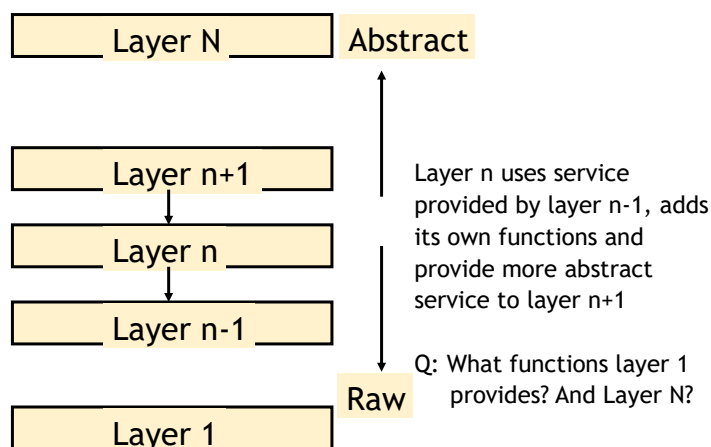 Layer N
Abstract
Layer n+1
Layer n
Layer n-1
Layer n uses service
provided by layer n-1, adds
its own functions and
provide more abstract
service to layer n+1
Q: What functions layer 1
provides? And Layer N?
Raw
Layer 1